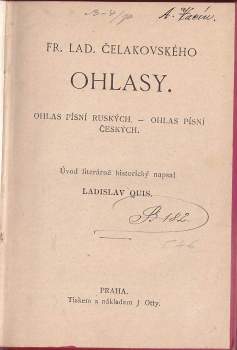 FR. LAD. ČELAKOVSKÉHO
OHLASY.
OHLAS PÍSNÍ RUSKÝCH. — OHLAS PÍSNÍ
ČESKÝCH.
Úvod literárně historický napsal
LADISLAV QUIS.
B 182.
PRAHA.
Tiskem a nákladem J Otty.